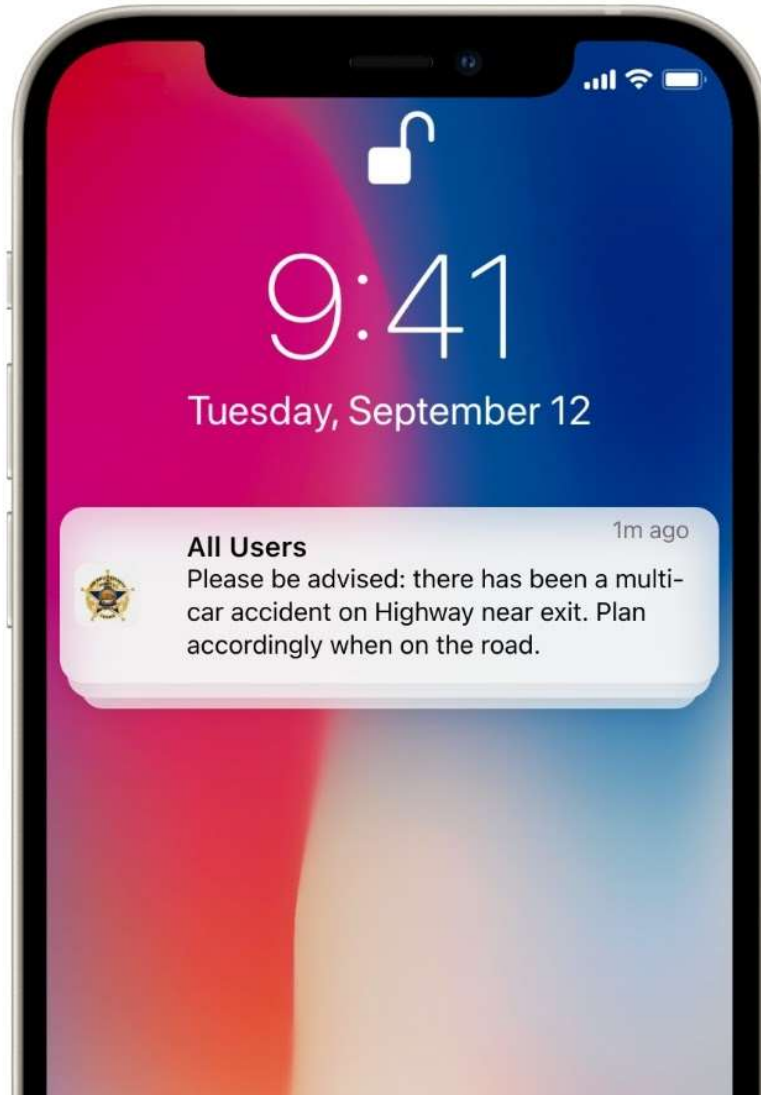 9:41
Tuesday, September 12
1m ago
All Users
Please be advised: there has been a multi-
car accident on Highway near exit. Plan
accordingly when on the road.